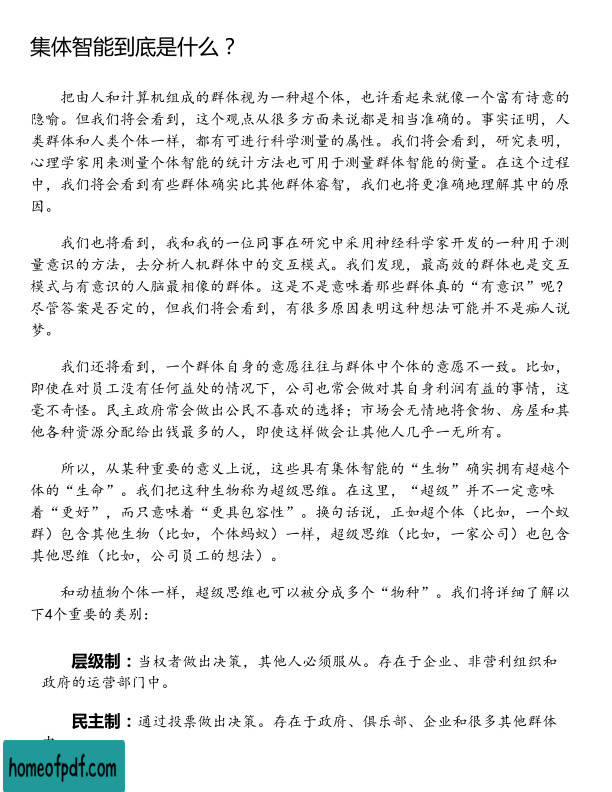 集体智能到底是什么？
把由人和计算机组成的群体视为一种超个体，也许看起来就像一个富有诗意的
隐喻。但我们将会看到，这个观点从很多方面来说都是相当准确的。事实证明，人
类群体和人类个体一样，都有可进行科学测量的属性。我们将会看到，研究表明，
心理学家用来测量个体智能的统计方法也可用于测量群体智能的衡量。在这个过程
中，我们将会看到有些群体确实比其他群体睿智，我们也将更准确地理解其中的原
因。
我们也将看到，我和我的一位同事在研究中采用神经科学家开发的一种用于测
量意识的方法，去分析人机群体中的交互模式。我们发现，最高效的群体也是交互
模式与有意识的人脑最相像的群体。这是不是意味着那些群体真的“有意识”呢？
尽管答案是否定的，但我们将会看到，有很多原因表明这种想法可能并不是痴人说
梦。
我们还将看到，一个群体自身的意愿往往与群体中个体的意愿不一致。比如，
即使在对员工没有任何益处的情况下，公司也常会做对其自身利润有益的事情，这
毫不奇怪。民主政府常会做出公民不喜欢的选择；市场会无情地将食物、房屋和其
他各种资源分配给出钱最多的人，即使这样做会让其他人几乎一无所有。
所以，从某种重要的意义上说，这些具有集体智能的“生物”确实拥有超越个
体的“生命”。我们把这种生物称为超级思维。在这里，“超级”并不一定意味
着“更好”，而只意味着“更具包容性”。换句话说，正如超个体（比如，一个蚁
群）包含其他生物（比如，个体蚂蚁）一样，超级思维（比如，一家公司）也包含
其他思维（比如，公司员工的想法）。
和动植物个体一样，超级思维也可以被分成多个“物种”。我们将详细了解以
下4个重要的类别：
层级制：当权者做出决策，其他人必须服从。存在于企业、非营利组织和
政府的运营部门中。
民主制：通过投票做出决策。存在于政府、俱乐部、企业和很多其他群体
homeofpdf.com